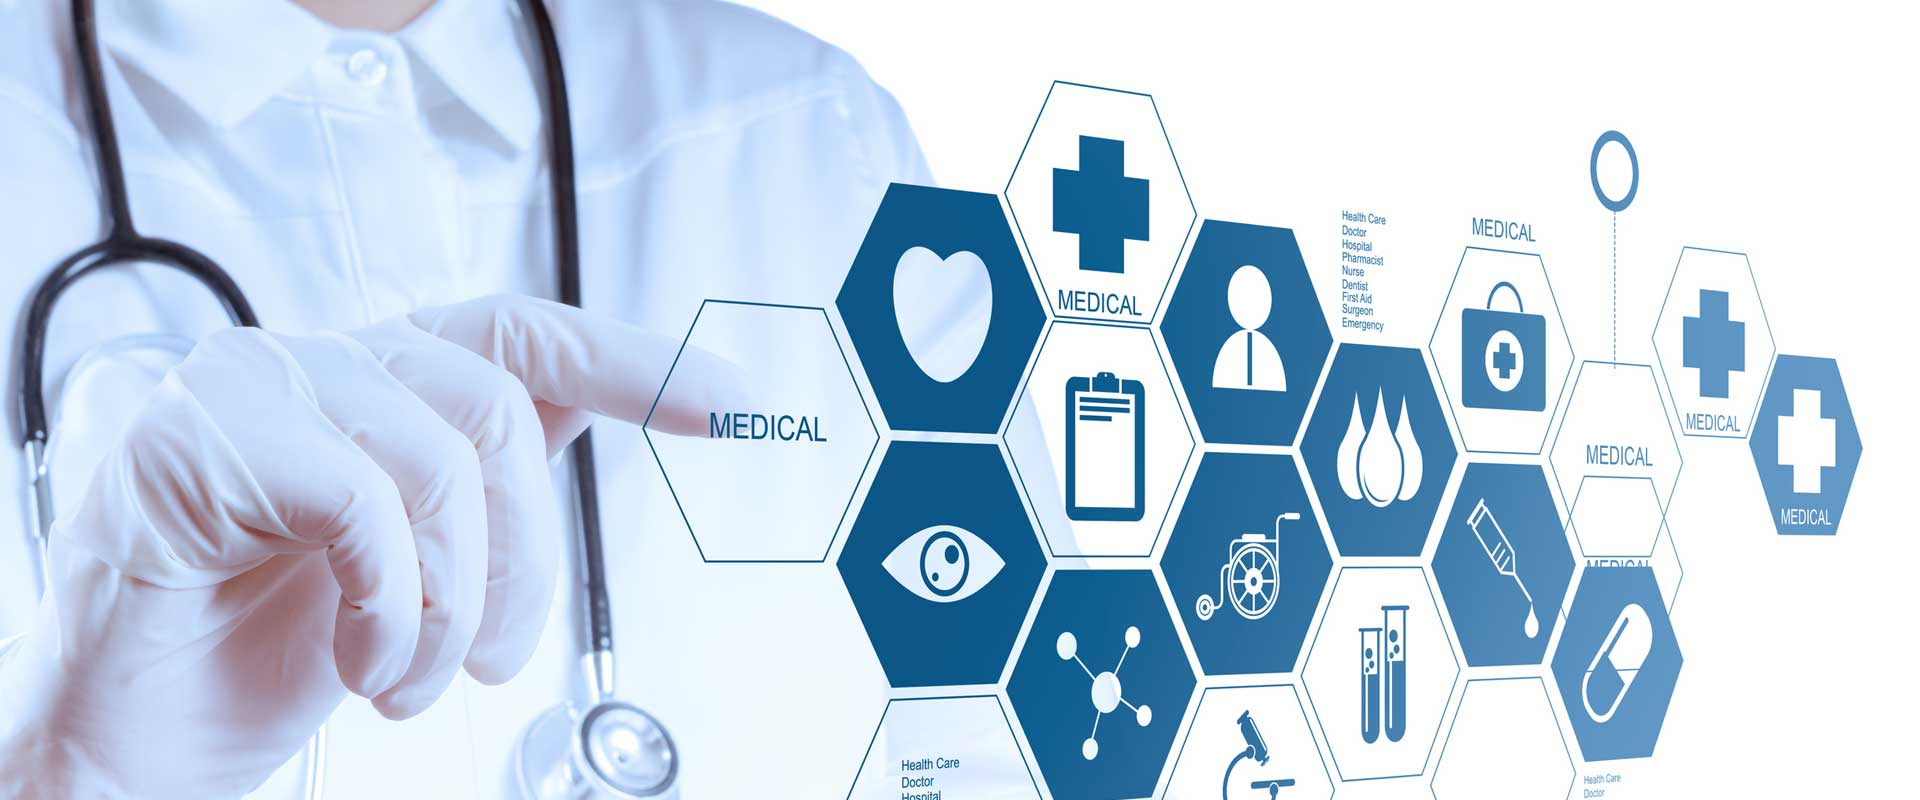 MEDICAL
MEDICAL
Health Care
Doctor
Hospital
Pharmacist
Nurse
Dentist
First Aid
Surgeon
Emergency
MEDICAL
MEDICAL
MEDICAL
MEDICAL
MEDICAL
Health Care
Doctor
Hospital
Health Care
Doctor